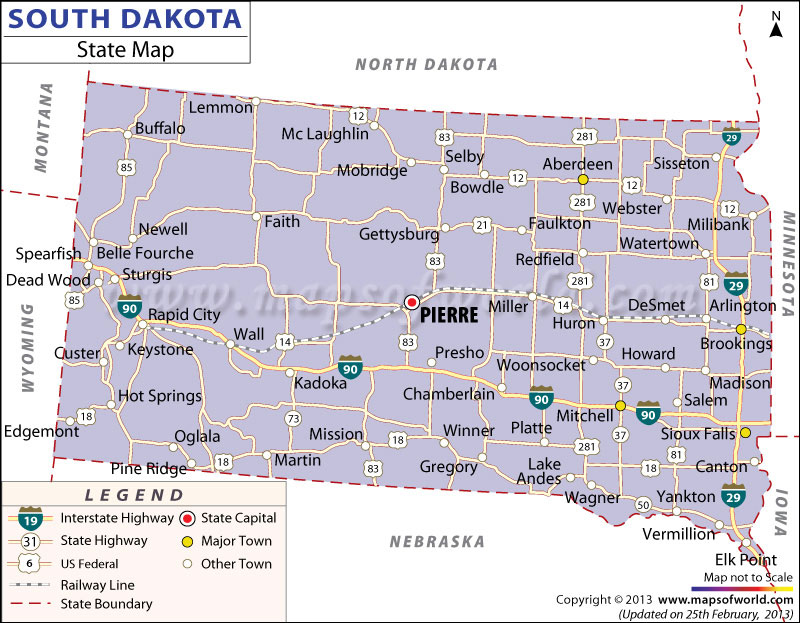 SOUTH DAKOTA
State Map
N
NORTH DAKOTA
MONTANA
Lemmon
12
Mc Laughlin
83
281
29
Buffalo
85
Mobridge
Selby
Bowdle
12
Aberdeen
Sisseton
12
281
Webster
12
Milibank
MINNESOTA
Newell
Faith
Gettysburg
21
Faulkton
Watertown
Belle Fourche
Spearfish
Dead Wood
Sturgis
85
83
Redfield
281
81
29
www.mapsofworld.com
90
Rapid City
PIERRE
Miller
14
Huron
DeSmet
Arlington
WYOMING
Wall
14
83
37
Brookings
Custer
Keystone
Presho
90
Woonsocket
Howard
Kadoka
Madison
Hot Springs
Chamberlain
90
37
Mitchell
Salem
90
73
Edgemont
18
Oglala
Mission
18
Winner
Platte
37
Sioux Falls
281
81
Pine Ridge
18
Martin
83
Gregory
Lake
Andes
18
Canton
Wagner
50
Yankton
29
IOWA
Vermillion
NEBRASKA
Elk Point
LEGEND
19
Interstate Highway
State Capital
31
State Highway
Major Town
6
US Federal
Other Town
Railway Line
State Boundary
Map not to Scale
Copyright © 2013 www.mapsofworld.com
(Updated on 25th February, 2013)